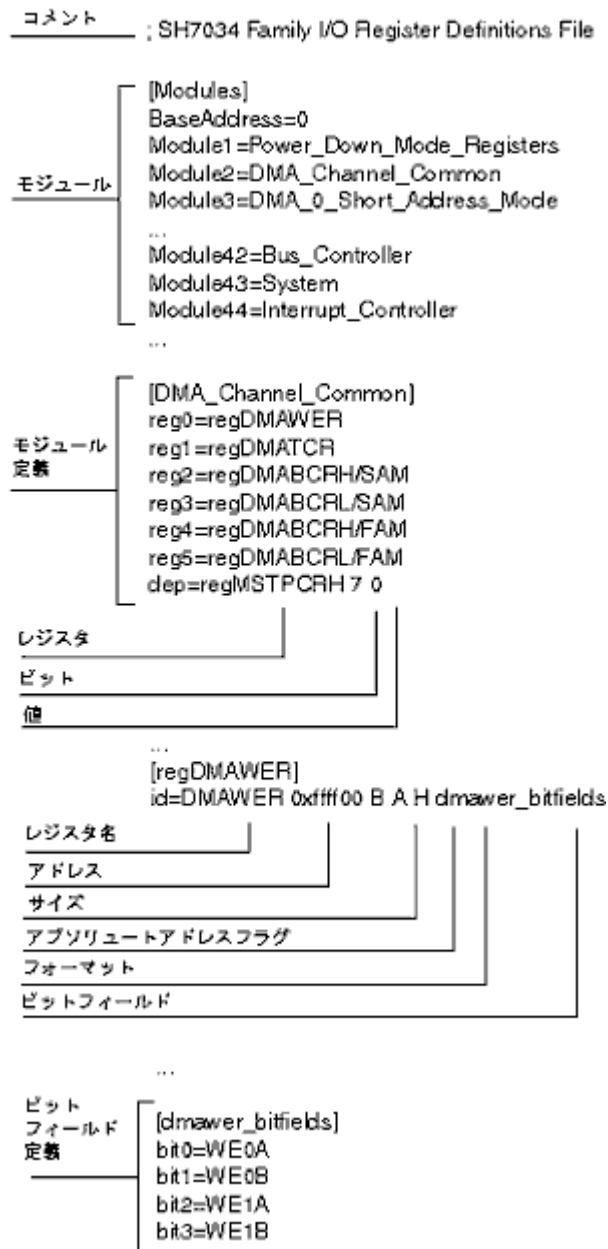 コメント ; SH7034 Family I/O Register Definitions File
[Modules]
BaseAddress=0
Module1=Power_Down_Mode_Registers
Module2=DMA_Channel_Common
モジュール
Module3=DMA_0_Short_Address_Mode
...
Module42=Bus_Controller
Module43=System
Module44=Interrupt_Controller
...
[DMA_Channel_Common]
reg0=regDMAWER
モジュール
定義
reg1=regDMATCR
reg2=regDMABCRH/SAM
reg3=regDMABCRL/SAM
reg4=regDMABCRH/FAM
reg5=regDMABCRL/FAM
dep=regMSTPCRH 7 0
レジスタ
ビット
値
...
[regDMAWER]
id=DMAWER 0xffff00 B A H dmawer_bitfields
レジスタ名
アドレス
サイズ
アブソリュートアドレスフラグ
フォーマット
ビットフィールド
...
ビット
フィールド
定義
[dmawer_bitfields]
bit0=WE0A
bit1=WE0B
bit2=WE1A
bit3=WE1B